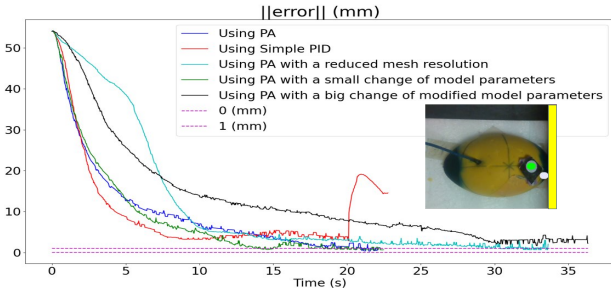 ||error|| (mm)
Using PA
Using Simple PID
Using PA with a reduced mesh resolution
Using PA with a small change of model parameters
Using PA with a big change of modified model parameters
0 (mm)
1 (mm)
50
40
30
20
10
0
0 5 10 15 20 25 30 35
Time (s)